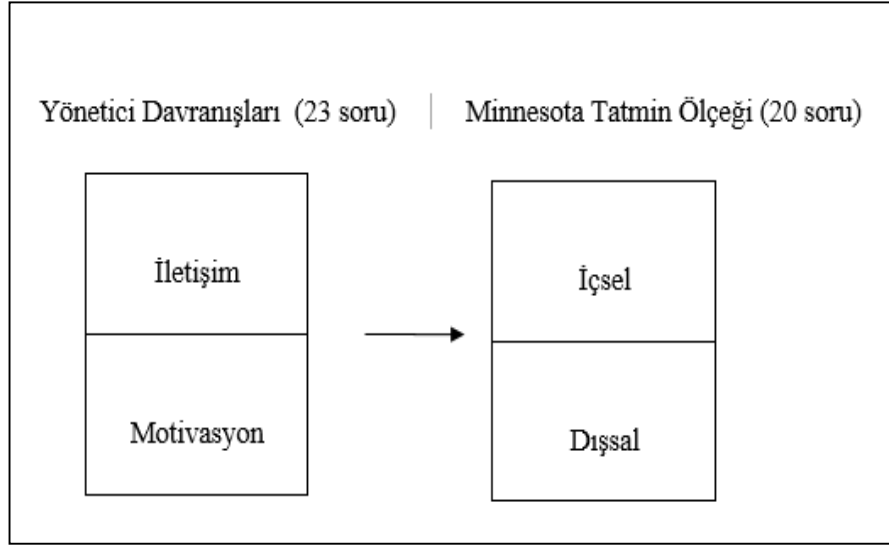 Yönetici Davranışları (23 soru)
Minnesota Tatmin Ölçeği (20 soru)
İletişim
Motivasyon
İçsel
Dışsal